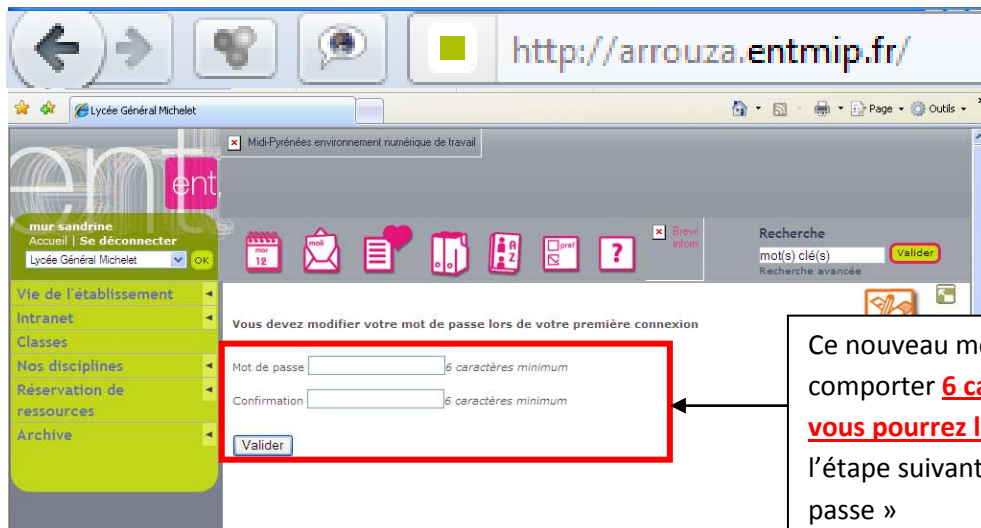 http://arrouza.entmip.fr/
Lycée Général Michelet
Page
Outils
ent
ent
Midi-Pyrénées environnement numérique de travail
mur sandrine
Accueil | Se déconnecter
Lycée Général Michelet
OK
mar
12
mail
A
Z
pref
?
Recherche
mot(s) clé(s)
Valider
Recherche avancée
Vie de l'établissement
Intranet
Classes
Nos disciplines
Réservation de
ressources
Archive
Vous devez modifier votre mot de passe lors de votre première connexion
Mot de passe 6 caractères minimum
Confirmation 6 caractères minimum
Valider
Ce nouveau
comporter 6
vous pourrez
l'étape
passe »